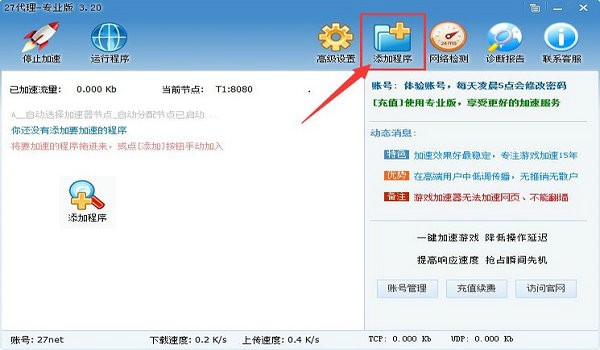 27代理-专业版 3.20
停止加速
运行程序
高级设置
添加程序
24 ms
网络检测
诊断报告
联系客服
已加速流量: 0.000 Kb 当前节点: T1:8080
A__自动选择加速器节点_自动分配节点已启动...
你还没有添加要加速的程序
将要加速的程序拖进来，或点[添加]按钮手动加入
添加程序
账号: 体验账号，每天凌晨5点会修改密码
[充值]使用专业版，享受更好的加速服务
动态消息:
特色 加速效果好最稳定，专注游戏加速15年
优势 在高端用户中低调传播，无推销无散户
备注 游戏加速器无法加速网页、不能翻墙
一键加速游戏 降低操作延迟
提高响应速度 抢占瞬间先机
账号管理
充值续费
访问官网
账号: 27net 下载速度: 0.2 K/s 上传速度: 0.4 K/s TCP: 0.000 Kb UDP: 0.000 Kb